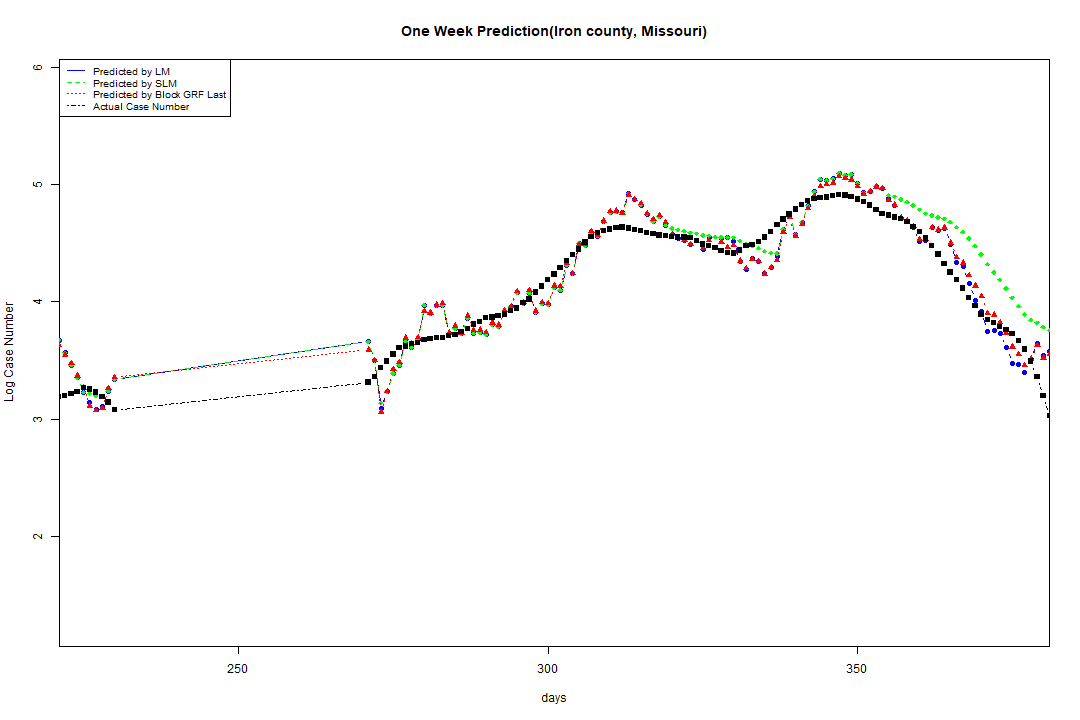 One Week Prediction(Iron county, Missouri)
Predicted by LM
Predicted by SLM
Predicted by Block GRF Last
Actual Case Number
6
5
4
3
2
Log Case Number
250
300
350
days